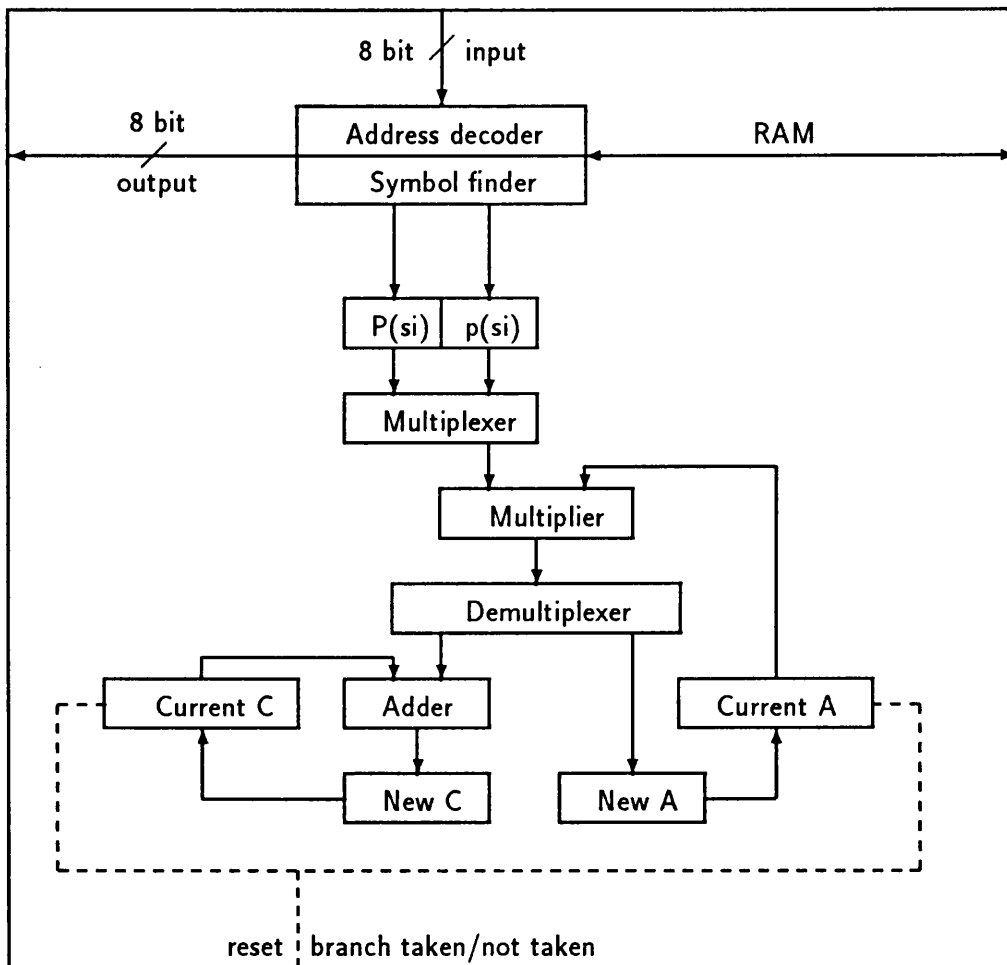 8 bit input
Address decoder
Symbol finder
8 bit
output
RAM
P(si) p(si)
Multiplexer
Multiplier
Demultiplexer
Current C
Adder
Current A
New C
New A
reset branch taken/not taken